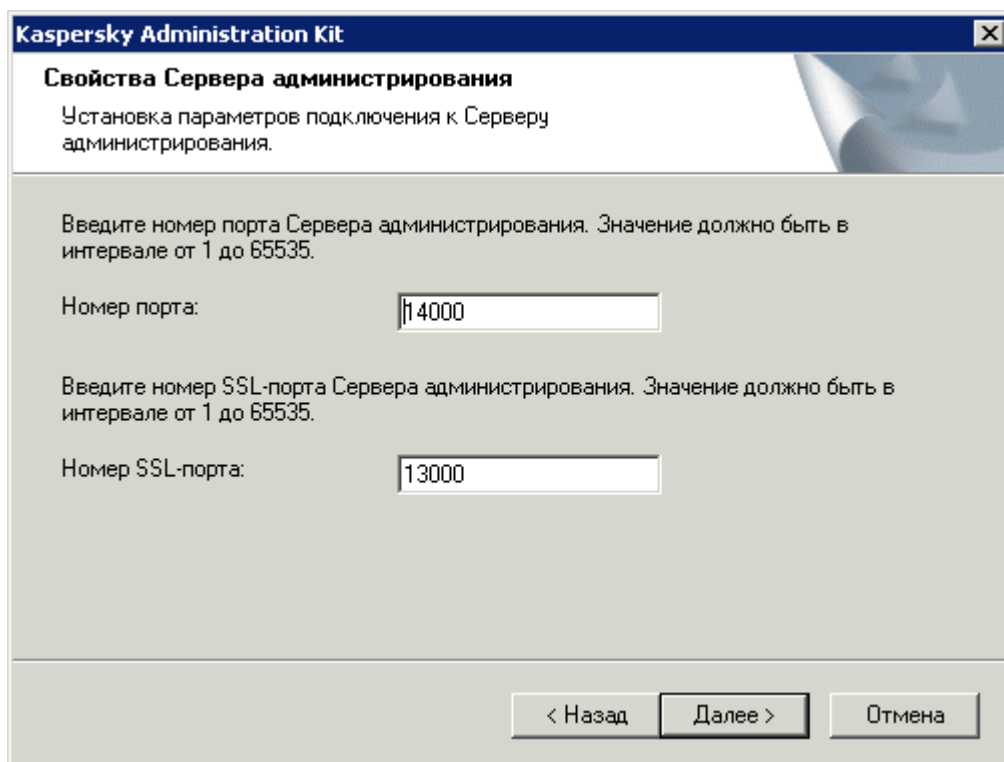 Kaspersky Administration Kit
Свойства Сервера администрирования
Установка параметров подключения к Серверу
администрирования.
Введите номер порта Сервера администрирования. Значение должно быть в
интервале от 1 до 65535.
Номер порта: 14000
Введите номер SSL-порта Сервера администрирования. Значение должно быть в
интервале от 1 до 65535.
Номер SSL-порта: 13000
< Назад Далее > Отмена